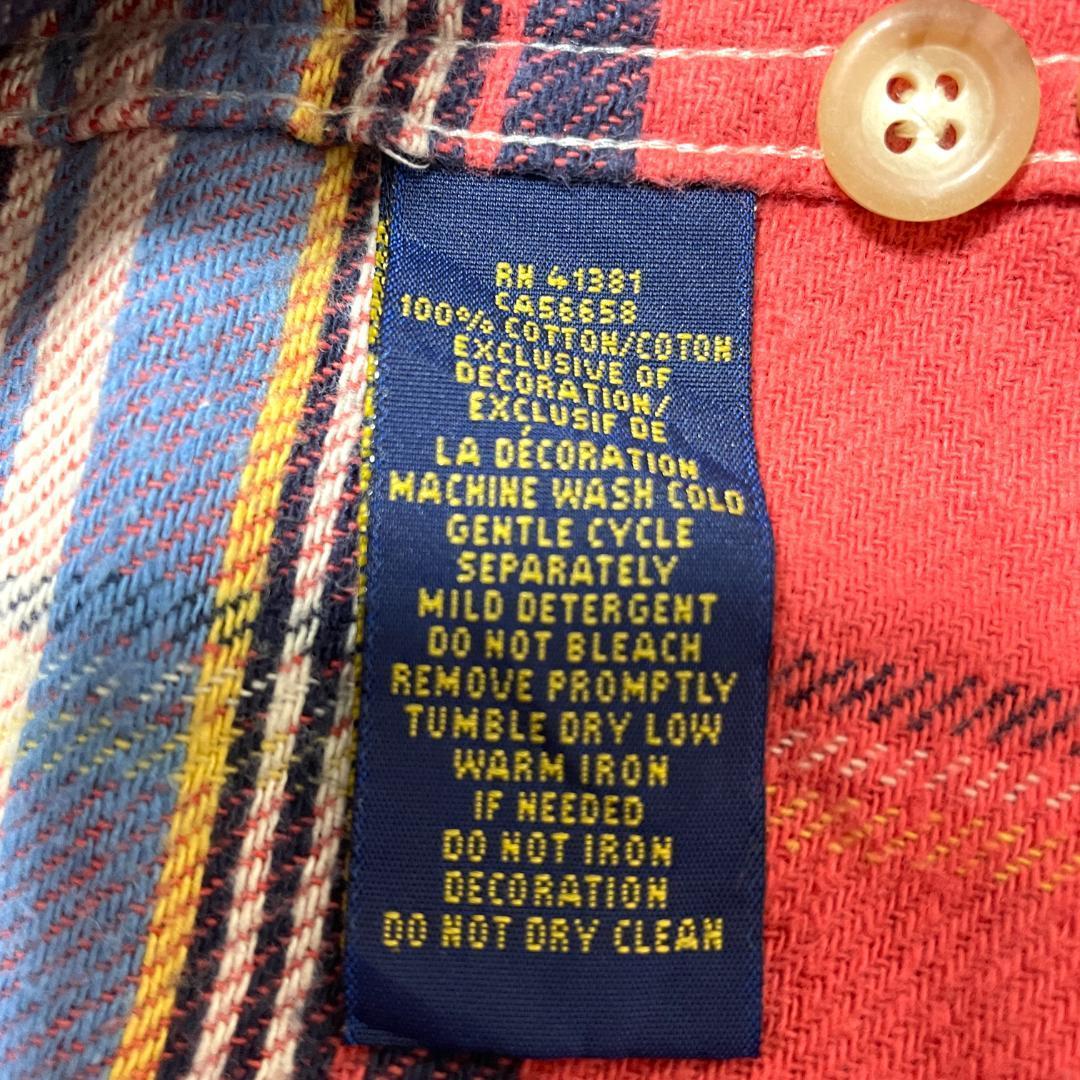 RN 41381
CA56658
100% COTTON/COTON
EXCLUSIVE OF
DECORATION/
EXCLUSIF DE
LA DÉCORATION
MACHINE WASH COLD
GENTLE CYCLE
SEPARATELY
MILD DETERGENT
DO NOT BLEACH
REMOVE PROMPTLY
TUMBLE DRY LOW
WARM IRON
IF NEEDED
DO NOT IRON
DECORATION
DO NOT DRY CLEAN